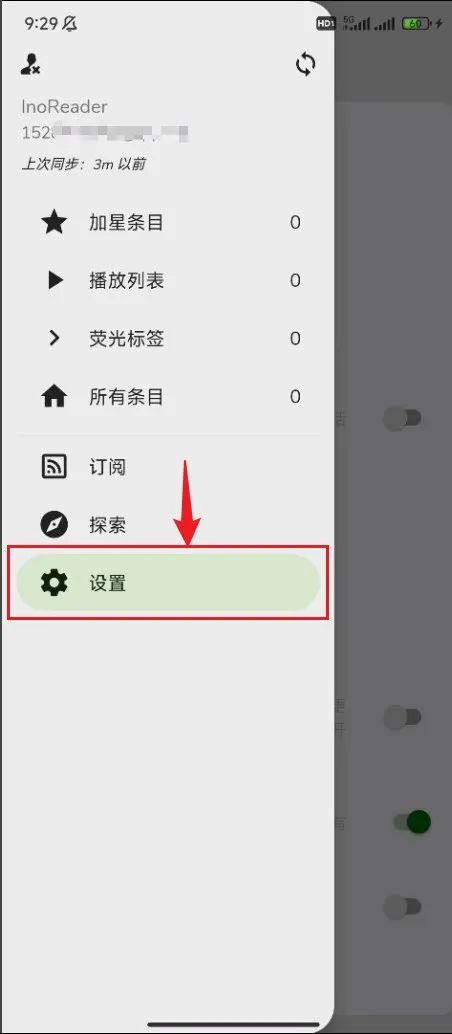 9:29
HD1 5G 60
InoReader
152
上次同步：3m 以前
加星条目 0
播放列表 0
荧光标签 0
所有条目 0
订阅
探索
设置
开